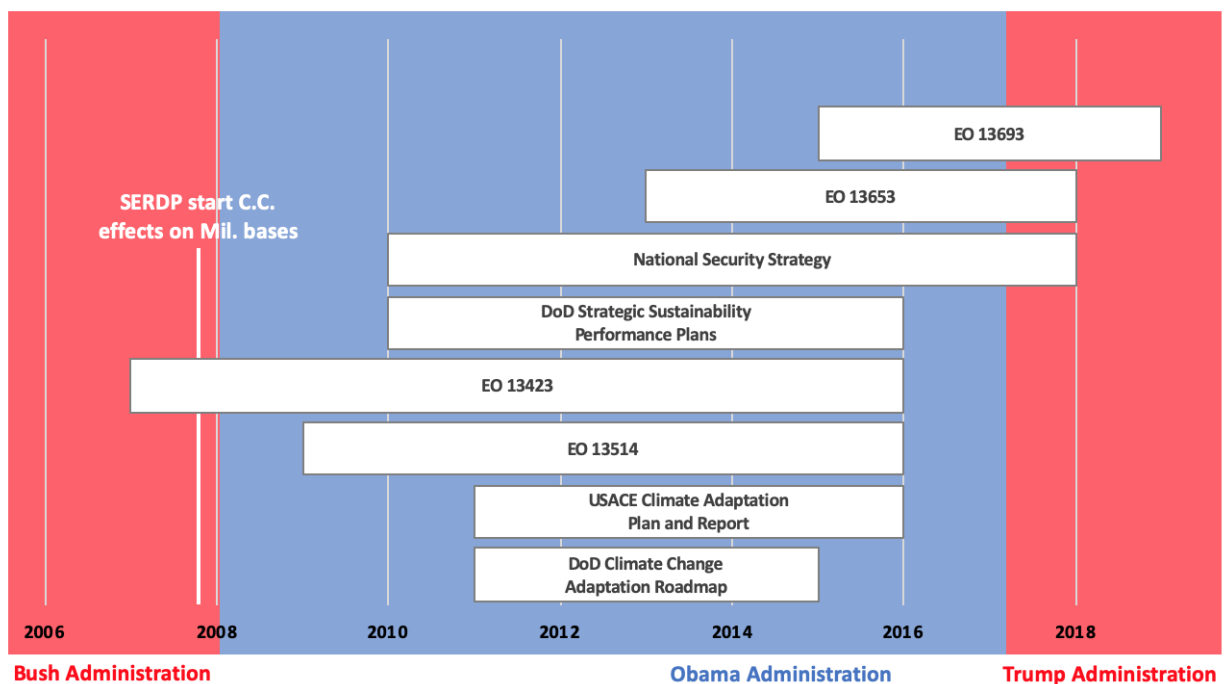 EO 13693
EO 13653
SERDP start C.C.
effects on Mil. bases
National Security Strategy
DoD Strategic Sustainability
Performance Plans
EO 13423
EO 13514
USACE Climate Adaptation
Plan and Report
DoD Climate Change
Adaptation Roadmap
2006 2008 2010 2012 2014 2016 2018
Bush Administration Obama Administration Trump Administration